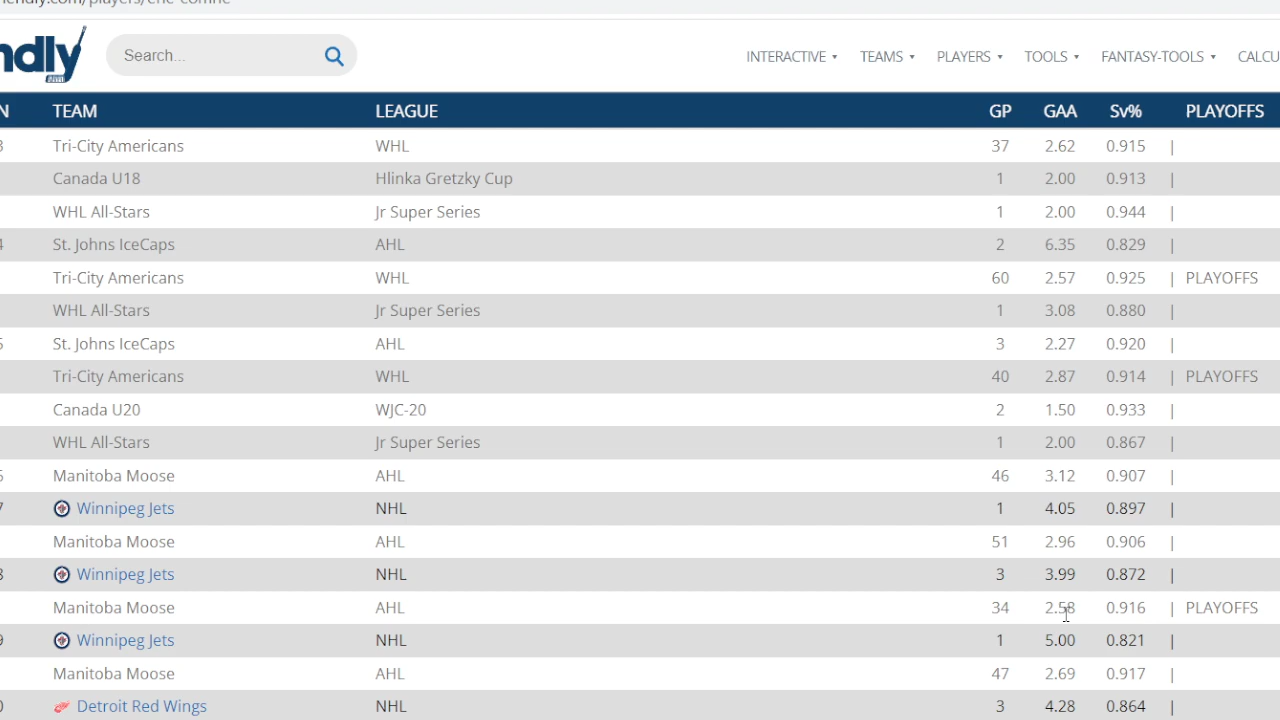 ndly
Search...
INTERACTIVE TEAMS PLAYERS TOOLS FANTASY-TOOLS CALCU
N TEAM LEAGUE GP GAA Sv% PLAYOFFS
3 Tri-City Americans WHL 37 2.62 0.915 |
Canada U18 Hlinka Gretzky Cup 1 2.00 0.913 |
WHL All-Stars Jr Super Series 1 2.00 0.944 |
4 St. Johns IceCaps AHL 2 6.35 0.829 |
Tri-City Americans WHL 60 2.57 0.925 | PLAYOFFS
WHL All-Stars Jr Super Series 1 3.08 0.880 |
5 St. Johns IceCaps AHL 3 2.27 0.920 |
Tri-City Americans WHL 40 2.87 0.914 | PLAYOFFS
Canada U20 WJC-20 2 1.50 0.933 |
WHL All-Stars Jr Super Series 1 2.00 0.867 |
6 Manitoba Moose AHL 46 3.12 0.907 |
7 Winnipeg Jets NHL 1 4.05 0.897 |
Manitoba Moose AHL 51 2.96 0.906 |
8 Winnipeg Jets NHL 3 3.99 0.872 |
Manitoba Moose AHL 34 2.58 0.916 | PLAYOFFS
9 Winnipeg Jets NHL 1 5.00 0.821 |
Manitoba Moose AHL 47 2.69 0.917 |
0 Detroit Red Wings NHL 3 4.28 0.864 |